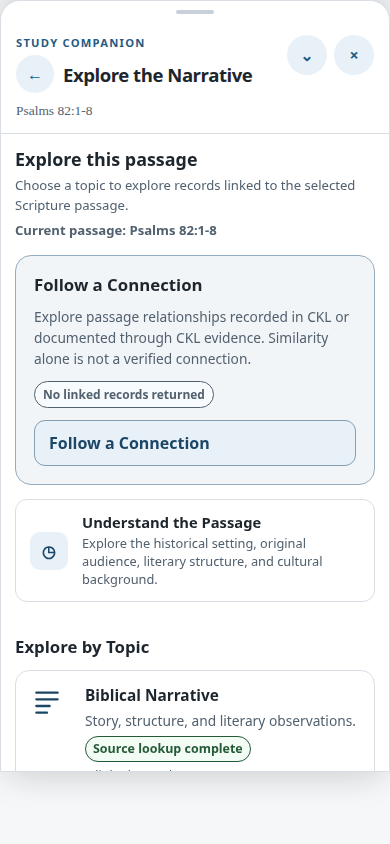 STUDY COMPANION
Explore the Narrative
Psalms 82:1-8
Explore this passage
Choose a topic to explore records linked to the selected
Scripture passage.
Current passage: Psalms 82:1-8
Follow a Connection
Explore passage relationships recorded in CKL or
documented through CKL evidence. Similarity
alone is not a verified connection.
No linked records returned
Follow a Connection
Understand the Passage
Explore the historical setting, original
audience, literary structure, and cultural
background.
Explore by Topic
Biblical Narrative
Story, structure, and literary observations.
Source lookup complete